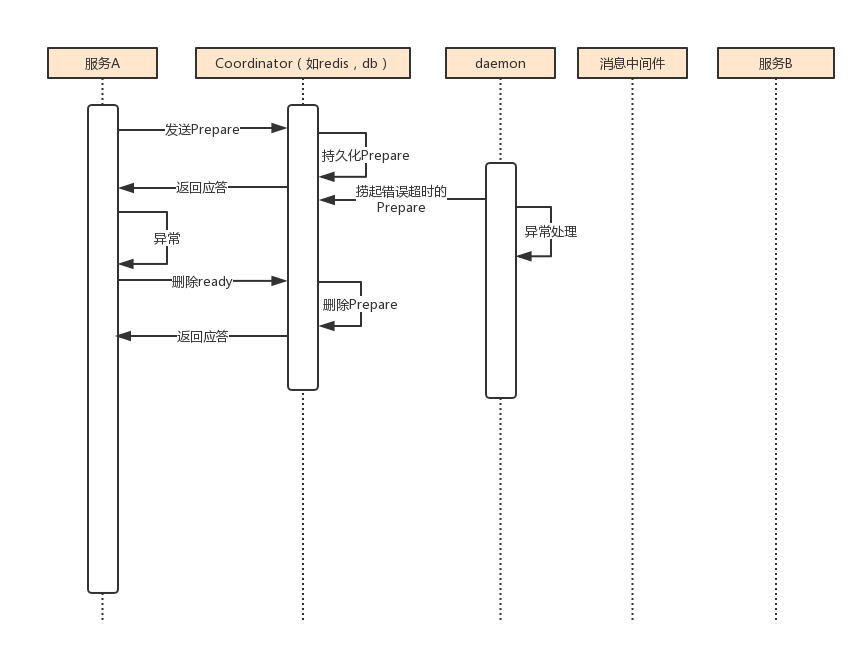 服务A
Coordinator（如redis，db）
daemon
消息中间件
服务B
发送Prepare
持久化Prepare
返回应答
捞起错误超时的
Prepare
异常
异常处理
删除ready
删除Prepare
返回应答